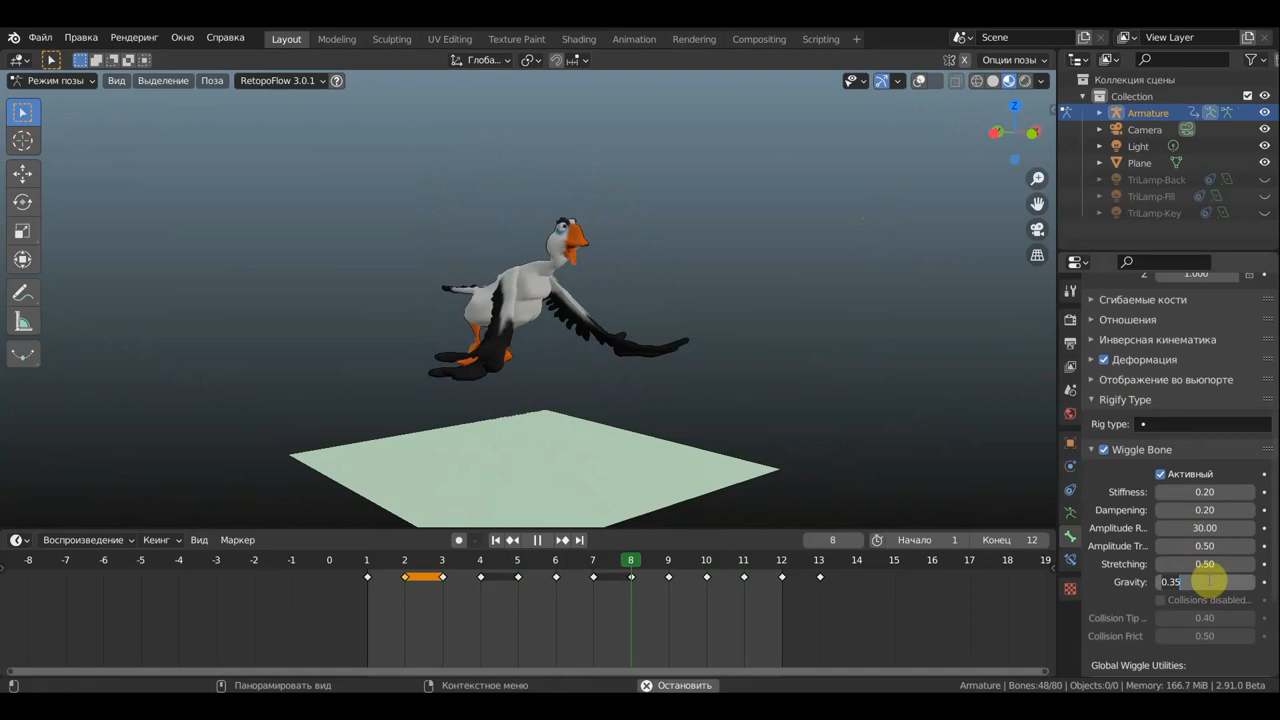 Файл Правка Рендеринг Окно Справка Layout Modeling Sculpting UV Editing Texture Paint Shading Animation Rendering Compositing Scripting + Scene View Layer
Глоба... X Опции позы
Режим позы Вид Выделение Поза RetopoFlow 3.0.1 ?
Коллекция сцены
Collection
Armature
Camera
Light
Plane
TriLamp-Back
TriLamp-Fill
TriLamp-Key
Z
Z 1.000
Сгибаемые кости
Отношения
Инверсная кинематика
Деформация
Отображение во вьюпорте
Rigify Type
Rig type:
Wiggle Bone
Активный
Stiffness: 0.20
Dampening: 0.20
Amplitude R... 30.00
Amplitude Tr... 0.50
Stretching: 0.50
Gravity: 0.35
Collisions disabled...
Collision Tip ... 0.40
Collision Frict 0.50
Global Wiggle Utilities:
Воспроизведение Кеинг Вид Маркер 8 Начало 1 Конец 12
-8 -7 -6 -5 -4 -3 -2 -1 0 1 2 3 4 5 6 7 8 9 10 11 12 13 14 15 16 17 18 19
Панорамировать вид Контекстное меню Остановить Armature | Bones:48/80 | Objects:0/0 | Memory: 166.7 MiB | 2.91.0 Beta